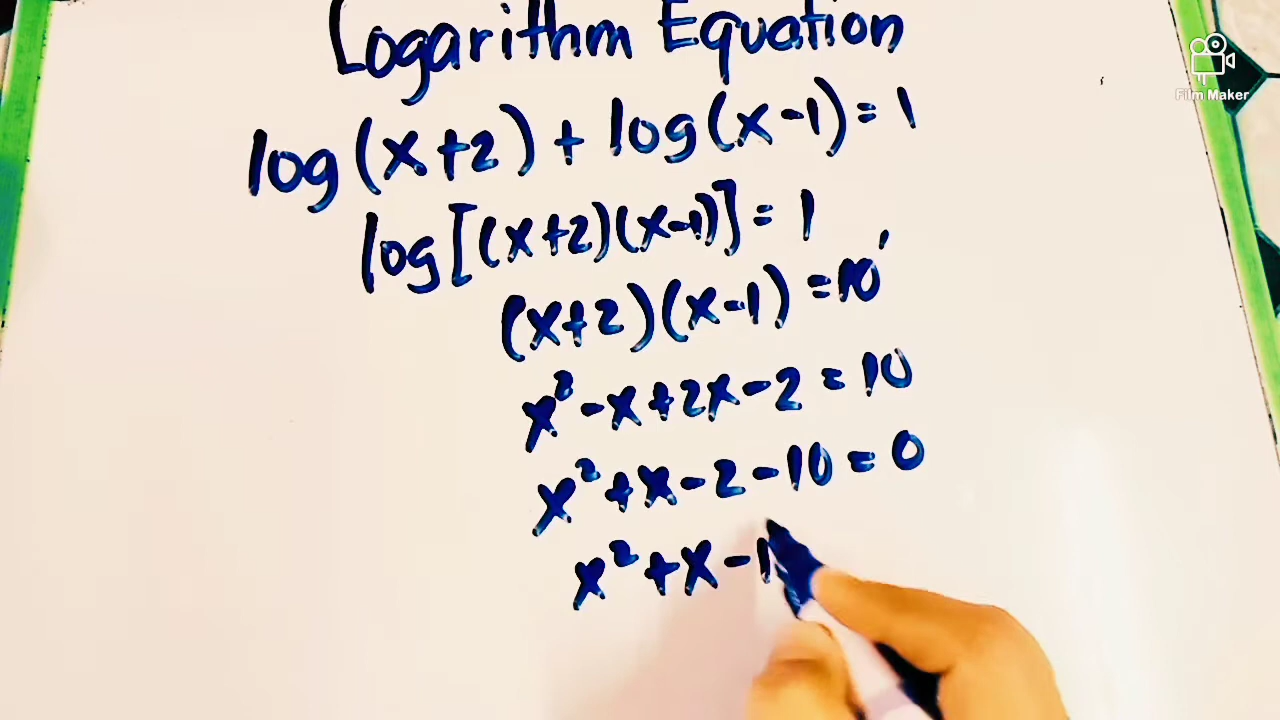 Logarithm Equation
Film Maker
log(x+2) + log(x-1) = 1
log[(x+2)(x-1)] = 1
(x+2)(x-1) = 10¹
x²-x+2x-2 = 10
x²+x-2-10 = 0
x²+x-1